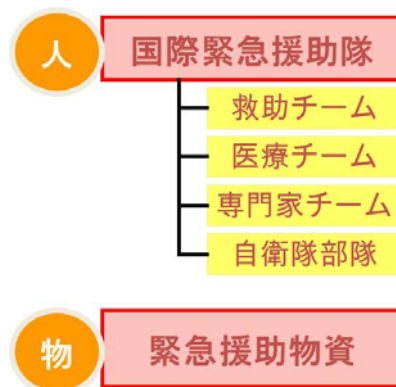 人 国際緊急援助隊
救助チーム
医療チーム
専門家チーム
自衛隊部隊
物 緊急援助物資